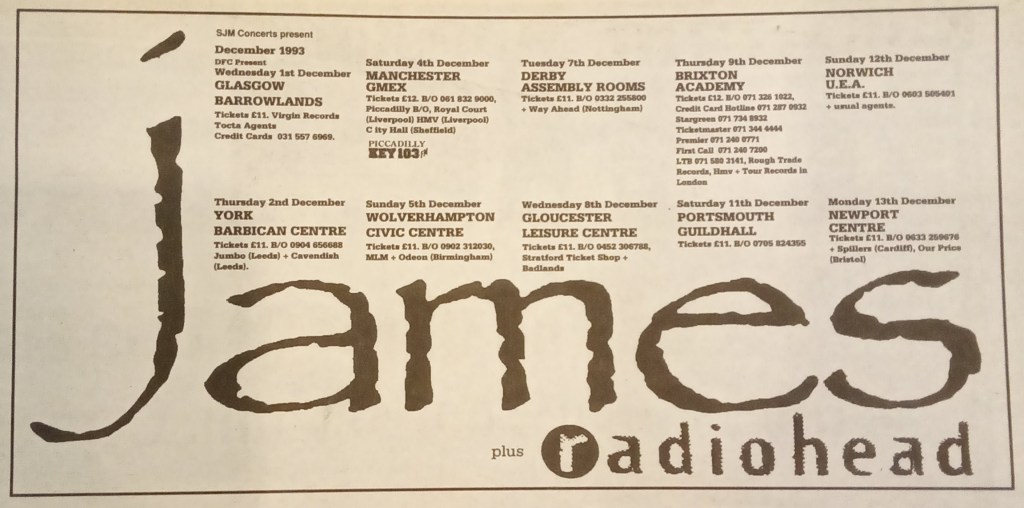 SJM Concerts present
December 1993
DFC Present
Wednesday 1st December
GLASGOW
BARROWLANDS
Tickets £11. Virgin Records
Tocta Agents
Credit Cards 031 557 6969.
Saturday 4th December
MANCHESTER
GMEX
Tickets £12. B/O 061 832 9000,
Piccadilly B/O, Royal Court
(Liverpool) HMV (Liverpool)
C ity Hall (Sheffield)
PICCADILLY
KEY103
Tuesday 7th December
DERBY
ASSEMBLY ROOMS
Tickets £11. B/O 0332 255800
+ Way Ahead (Nottingham)
Thursday 9th December
BRIXTON
ACADEMY
Tickets £12. B/O 071 326 1022,
Credit Card Hotline 071 287 0932
Stargreen 071 734 8932
Ticketmaster 071 344 4444
Premier 071 240 0771
First Call 071 240 7200
LTB 071 580 3141, Rough Trade
Records, Hmv + Tour Records in
London
Sunday 12th December
NORWICH
U.E.A.
Tickets £11. B/O 0603 505401
+ usual agents.
Thursday 2nd December
YORK
BARBICAN CENTRE
Tickets £11. B/O 0904 656688
Jumbo (Leeds) + Cavendish
(Leeds).
Sunday 5th December
WOLVERHAMPTON
CIVIC CENTRE
Tickets £11. B/O 0902 312030,
MLM + Odeon (Birmingham)
Wednesday 8th December
GLOUCESTER
LEISURE CENTRE
Tickets £11. B/O 0452 306788,
Stratford Ticket Shop +
Badlands
Saturday 11th December
PORTSMOUTH
GUILDHALL
Tickets £11. B/O 0705 824355
Monday 13th December
NEWPORT
CENTRE
Tickets £11. B/O 0633 259676
+ Spillers (Cardiff), Our Price
(Bristol)
james
plus radiohead